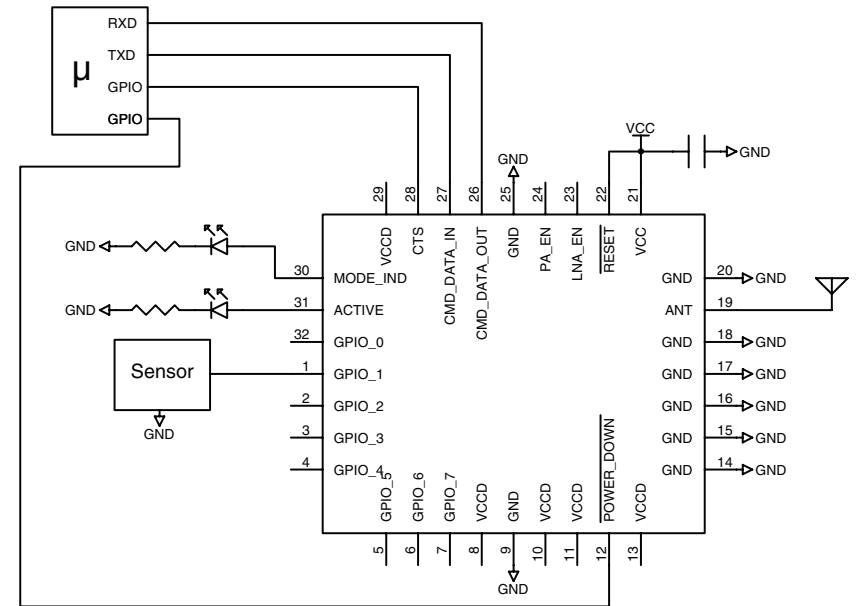 RXD
TXD
µ
GPIO
GPIO
VCC
GND
GND
29
28
27
26
25
24
23
22
21
VCCD
CTS
CMD_DATA_IN
CMD_DATA_OUT
GND
PA_EN
LNA_EN
RESET
VCC
GND
30
MODE_IND
GND
20
GND
GND
31
ACTIVE
ANT
19
32
GPIO_0
GND
18
GND
Sensor
1
GPIO_1
GND
17
GND
GND
2
GPIO_2
GND
16
GND
3
GPIO_3
GND
15
GND
4
GPIO_4
GND
14
GND
GPIO_5
GPIO_6
GPIO_7
VCCD
GND
VCCD
VCCD
POWER_DOWN
VCCD
5
6
7
8
9
10
11
12
13
GND